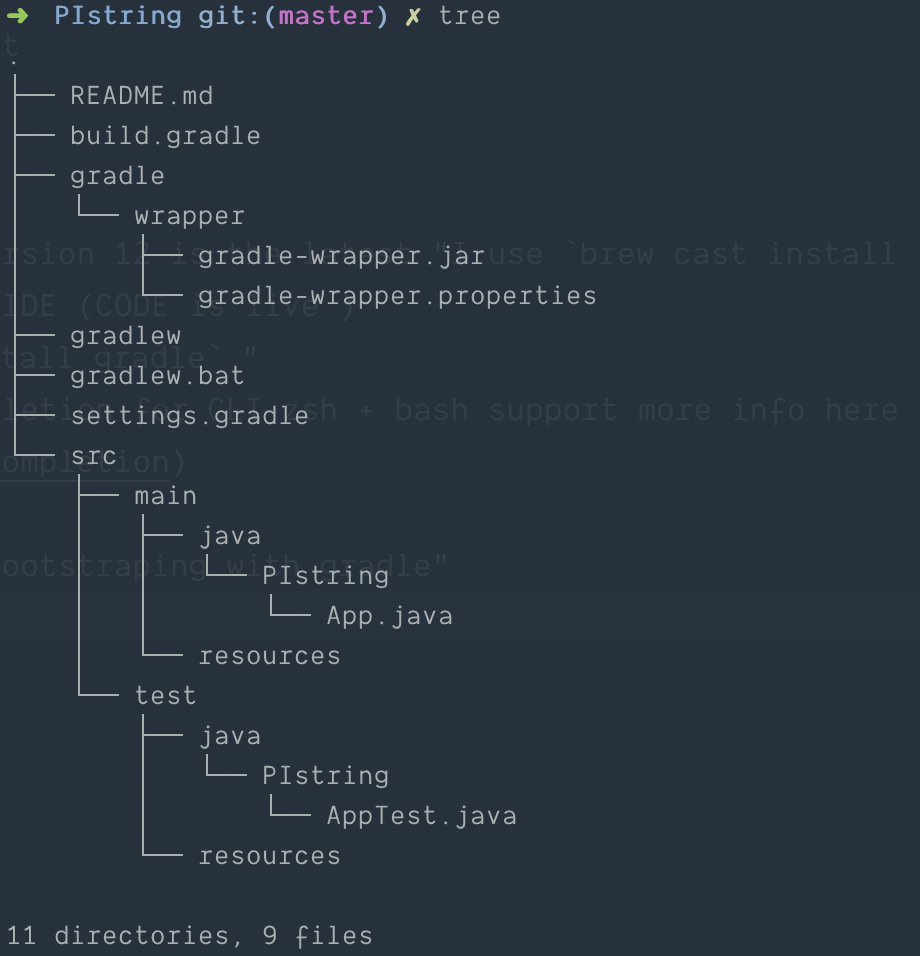 ➜ PIstring git:(master) ✗ tree
.
├── README.md
├── build.gradle
├── gradle
│   └── wrapper
│       ├── gradle-wrapper.jar
│       └── gradle-wrapper.properties
├── gradlew
├── gradlew.bat
├── settings.gradle
└── src
    ├── main
    │   ├── java
    │   │   └── PIstring
    │   │       └── App.java
    │   └── resources
    └── test
        ├── java
        │   └── PIstring
        │       └── AppTest.java
        └── resources
11 directories, 9 files